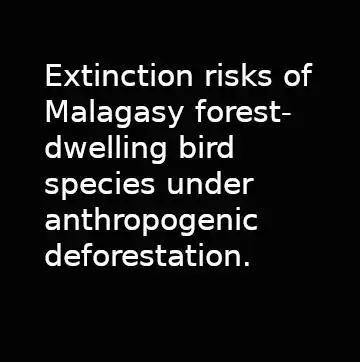 Extinction risks of
Malagasy forest-
dwelling bird
species under
anthropogenic
deforestation.